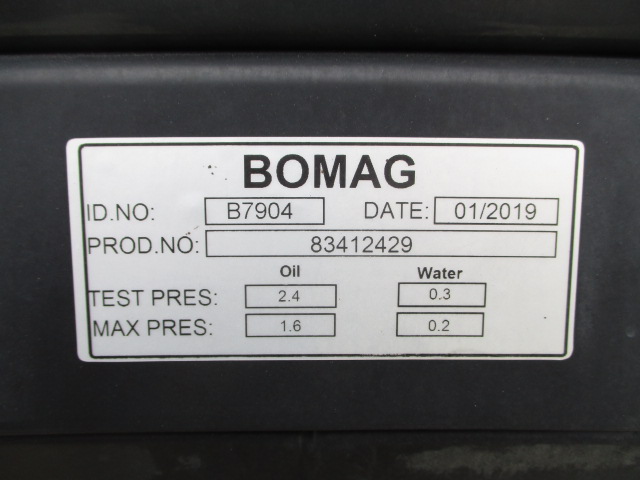 BOMAG
ID.NO: B7904 DATE: 01/2019
PROD.NO: 83412429
Oil Water
TEST PRES: 2.4 0.3
MAX PRES: 1.6 0.2